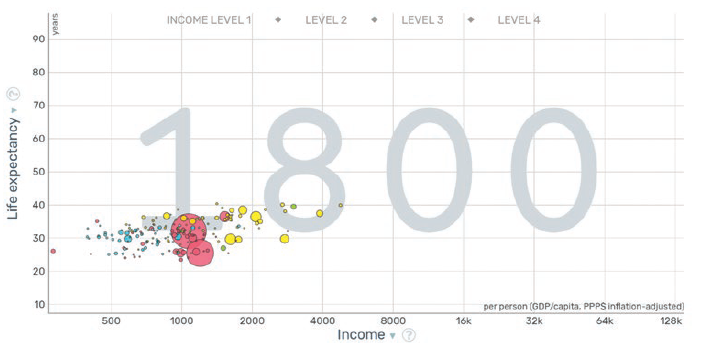 years
INCOME LEVEL 1 LEVEL 2 LEVEL 3 LEVEL 4
90
80
70
60
50
40
30
20
10
Life expectancy ?
1800
per person (GDP/capita, PPP$ inflation-adjusted)
500 1000 2000 4000 8000 16k 32k 64k 128k
Income ?